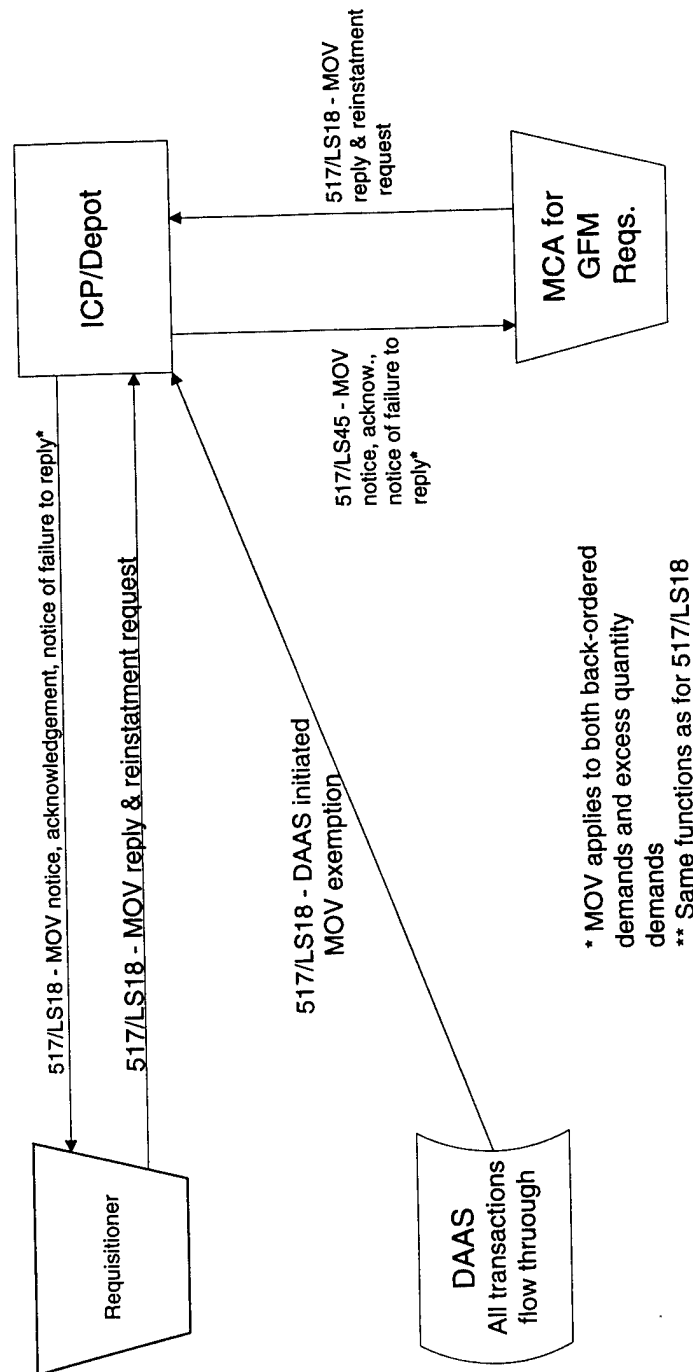 Requisitioner
517/LS18 - MOV notice, acknowledgement, notice of failure to reply*
517/LS18 - MOV reply & reinstatment request
ICP/Depot
DAAS
All transactions
flow thruough
517/LS18 - DAAS initiated
MOV exemption
517/LS45 - MOV
notice, acknow.,
notice of failure to
reply*
517/LS18 - MOV
reply & reinstatment
request
MCA for
GFM
Reqs.
* MOV applies to both back-ordered
demands and excess quantity
demands
** Same functions as for 517/LS18